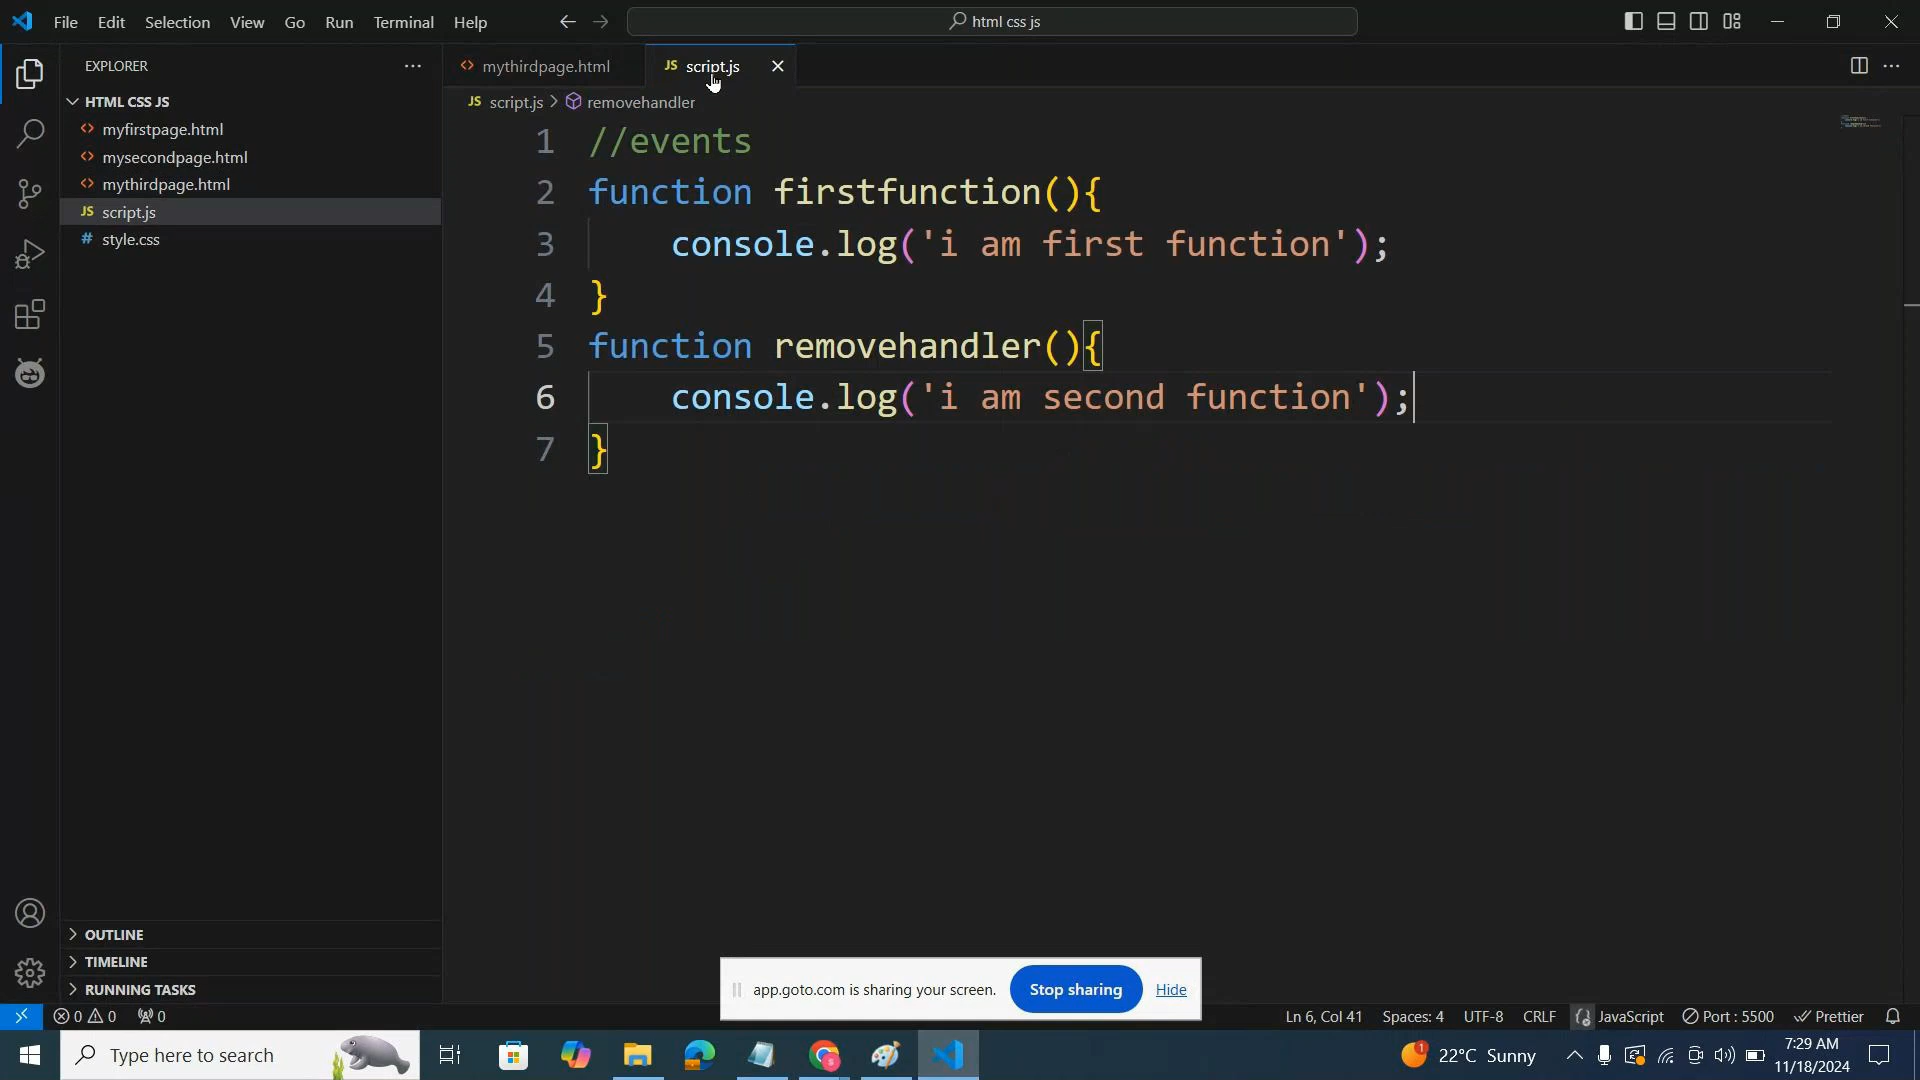 File Edit Selection View Go Run Terminal Help
html css js
EXPLORER
HTML CSS JS
myfirstpage.html
mysecondpage.html
mythirdpage.html
JS script.js
# style.css
OUTLINE
TIMELINE
RUNNING TASKS
mythirdpage.html
JS script.js
JS script.js > removehandler
1 //events
2 function firstfunction(){
3 console.log('i am first function');
4 }
5 function removehandler(){
6 console.log('i am second function');
7 }
app.goto.com is sharing your screen. Stop sharing Hide
0 0 0
Ln 6, Col 41 Spaces: 4 UTF-8 CRLF JavaScript Port : 5500 Prettier
Type here to search
1 22°C Sunny
7:29 AM
11/18/2024